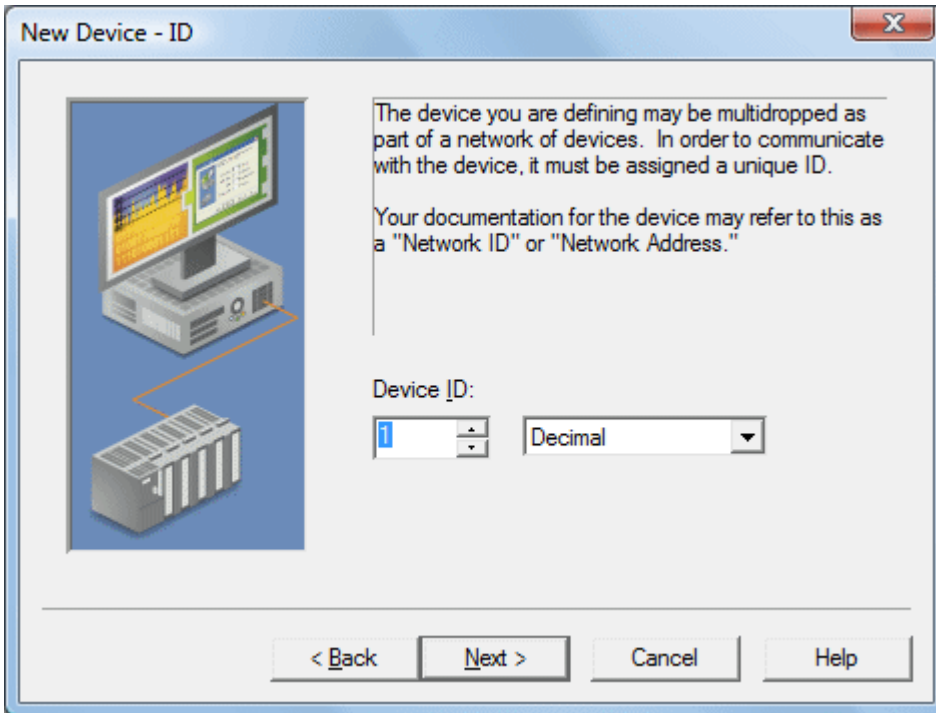 New Device - ID
The device you are defining may be multidropped as
part of a network of devices.  In order to communicate
with the device, it must be assigned a unique ID.
Your documentation for the device may refer to this as
a "Network ID" or "Network Address."
Device ID:
1 Decimal
< Back Next > Cancel Help